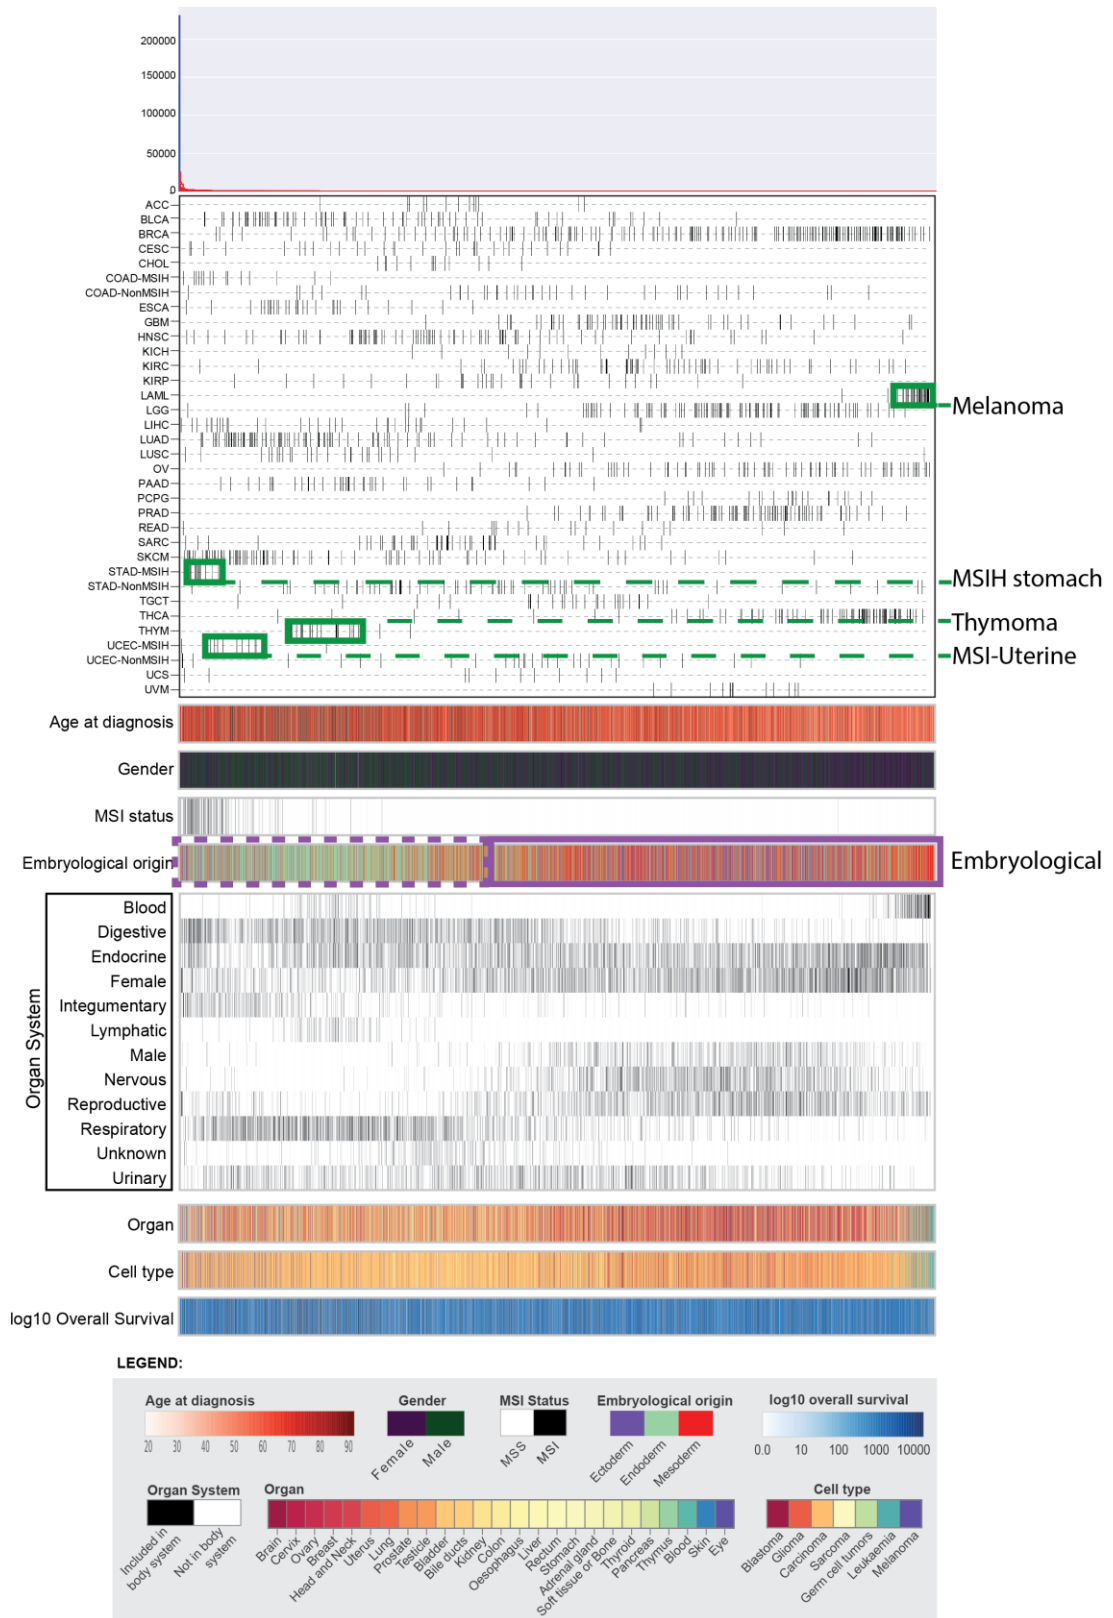 200000
150000
100000
50000
0
ACC
BLCA
BRCA
CESC
CHOL
COAD-MSIH
COAD-NonMSIH
ESCA
GBM
HNSC
KICH
KIRC
KIRP
LAML
Melanoma
LGG
LIHC
LUAD
LUSC
OV
PAAD
PCPG
PRAD
READ
SARC
SKCM
STAD-MSIH
MSIH stomach
STAD-NonMSIH
TGCT
THCA
Thymoma
THYM
UCEC-MSIH
MSI-Uterine
UCEC-NonMSIH
UCS
UVM
Age at diagnosis
Gender
MSI status
Embryological origin
Embryological
Organ System
Blood
Digestive
Endocrine
Female
Integumentary
Lymphatic
Male
Nervous
Reproductive
Respiratory
Unknown
Urinary
Organ
Cell type
log10 Overall Survival
LEGEND:
Age at diagnosis
20 30 40 50 60 70 80 90
Gender
Female Male
MSI Status
MSS MSI
Embryological origin
Ectoderm Endoderm Mesoderm
log10 overall survival
0.0 10 100 1000 10000
Organ System
Included in body system
Not in body system
Organ
Brain Cervix Ovary Breast Head and Neck Uterus Lung Prostate Testicle Bladder Bile ducts Kidney Colon Oesophagus Liver Rectum Stomach Adrenal gland Soft tissue of Bone Thyroid Pancreas Thymus Blood Skin Eye
Cell type
Blastoma Glioma Carcinoma Sarcoma Germ cell tumors Leukaemia Melanoma